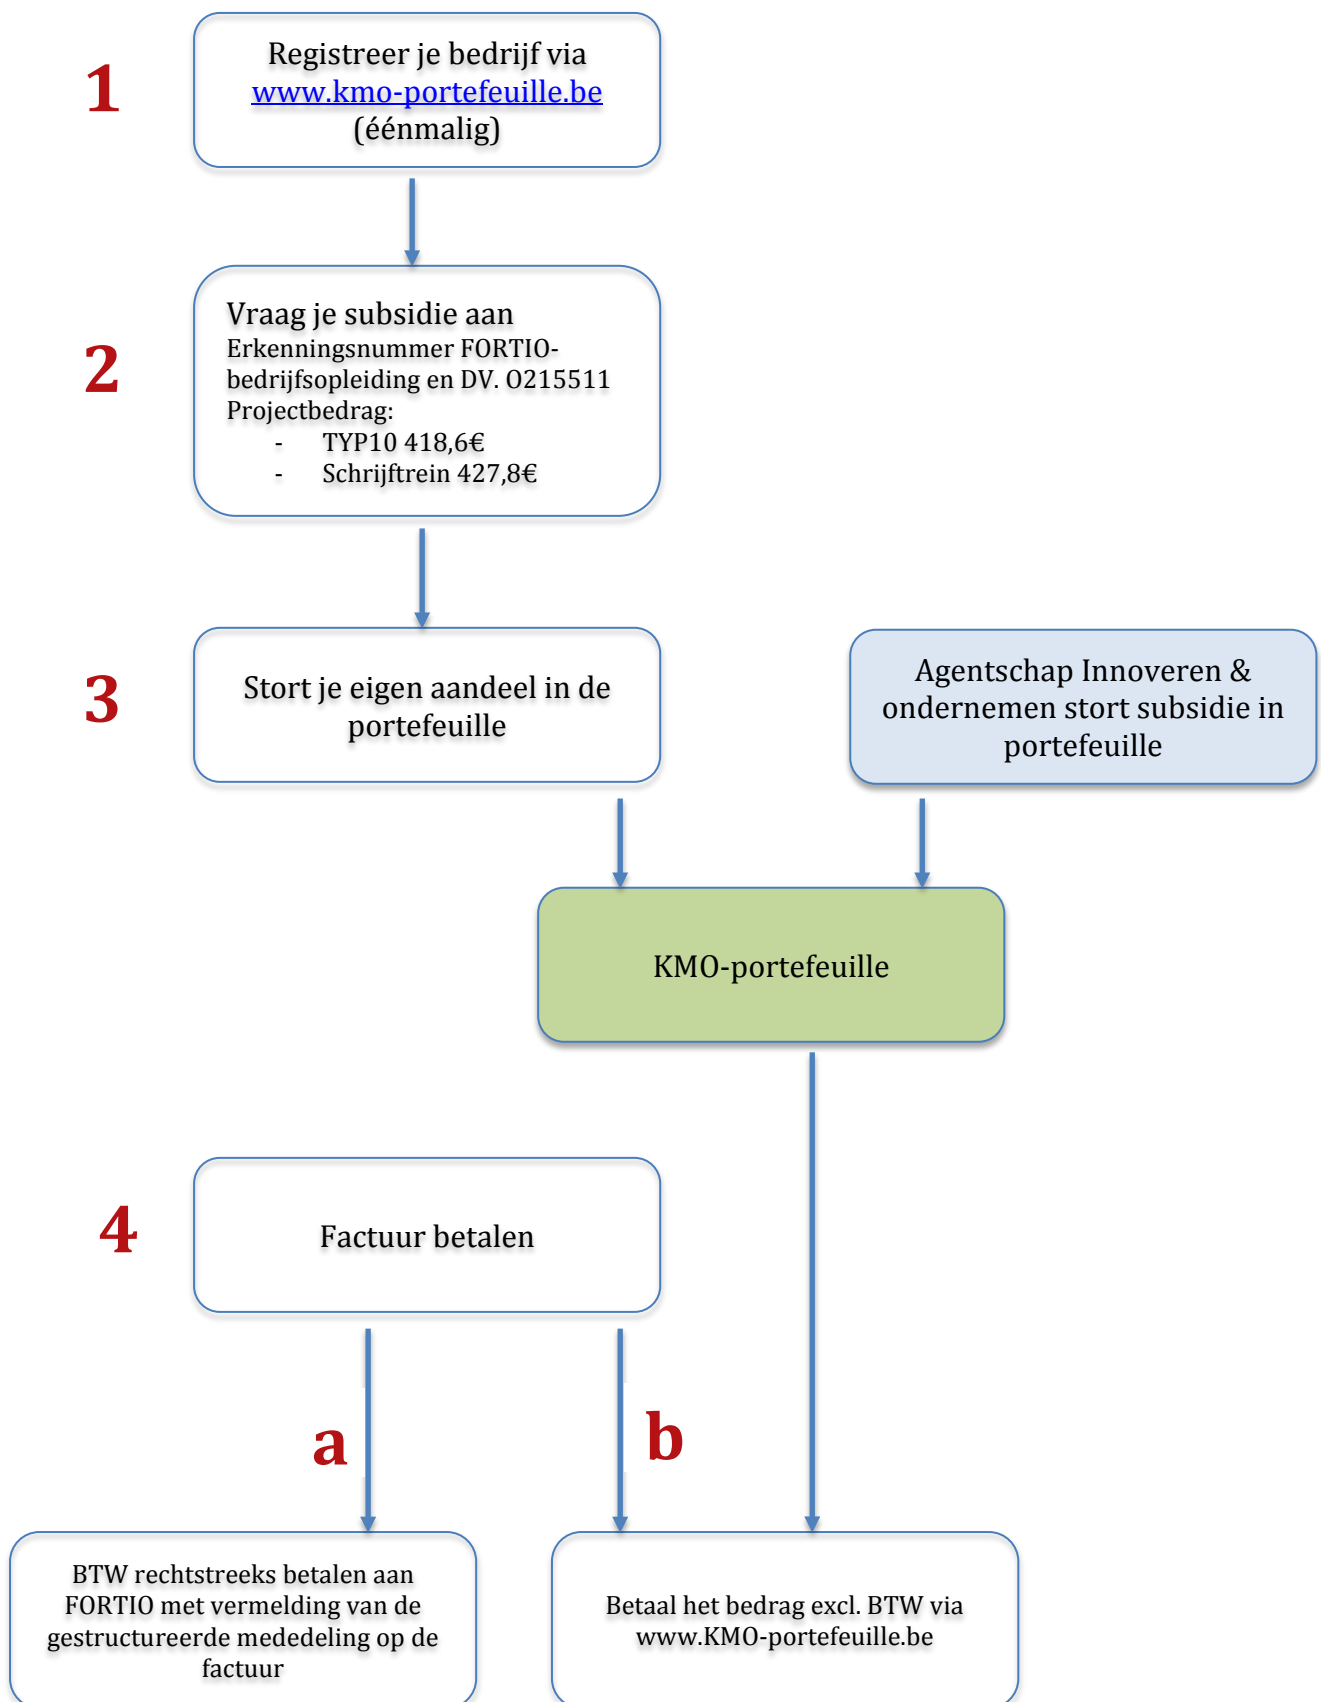 1
Registreer je bedrijf via
www.kmo-portefeuille.be
(éénmalig)
2
Vraag je subsidie aan
Erkenningsnummer FORTIO-
bedrijfsopleiding en DV. O215511
Projectbedrag:
- TYP10 418,6€
- Schrijftrein 427,8€
3
Stort je eigen aandeel in de
portefeuille
Agentschap Innoveren &
ondernemen stort subsidie in
portefeuille
KMO-portefeuille
4
Factuur betalen
a
b
BTW rechtstreeks betalen aan
FORTIO met vermelding van de
gestructureerde mededeling op de
factuur
Betaal het bedrag excl. BTW via
www.KMO-portefeuille.be